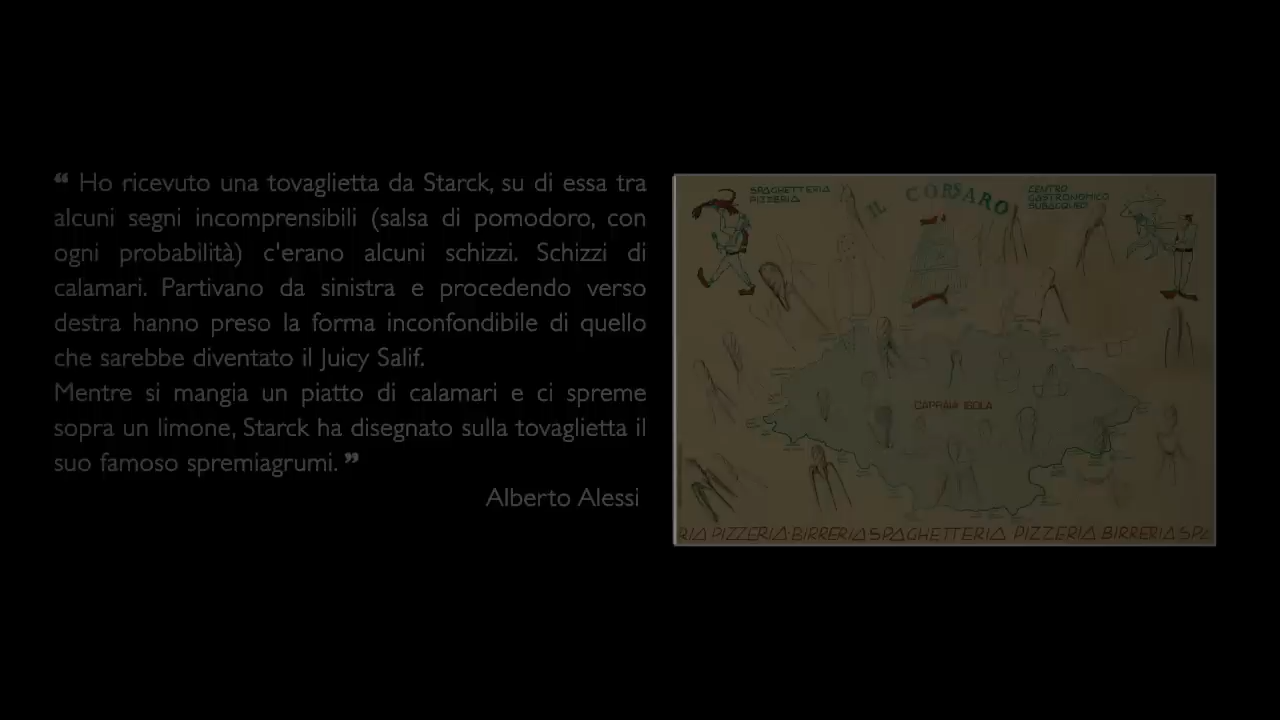 “ Ho ricevuto una tovaglietta da Starck, su di essa tra
alcuni segni incomprensibili (salsa di pomodoro, con
ogni probabilità) c'erano alcuni schizzi. Schizzi di
calamari. Partivano da sinistra e procedendo verso
destra hanno preso la forma inconfondibile di quello
che sarebbe diventato il Juicy Salif.
Mentre si mangia un piatto di calamari e ci spreme
sopra un limone, Starck ha disegnato sulla tovaglietta il
suo famoso spremiagrumi. ”
Alberto Alessi
SPAGHETTERIA
PIZZERIA
IL CORSARO
CENTRO
GASTRONOMICO
SUBACQUEO
CAPRAIA ISOLA
RIA PIZZERIA·BIRRERIA SPAGHETTERIA PIZZERIA BIRRERIA SPA